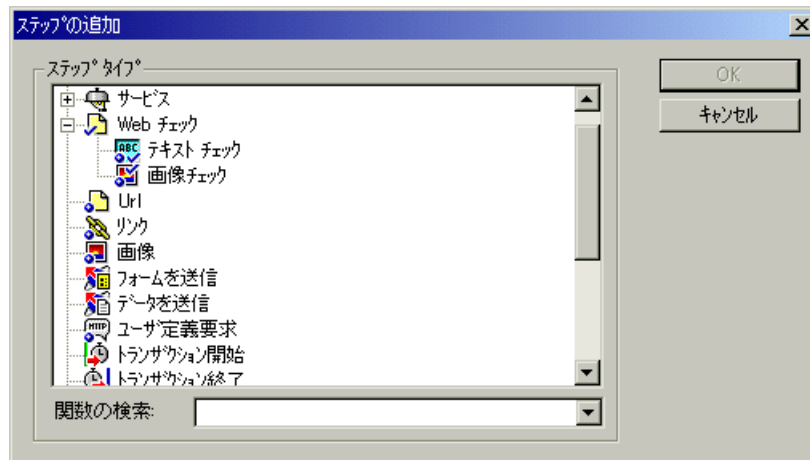 ステップの追加
ステップ タイプ
OK
キャンセル
サービス
Web チェック
ABC
テキスト チェック
画像チェック
Url
リンク
画像
フォームを送信
データを送信
HTTP
ユーザ定義要求
トランザクション開始
トランザクション終了
関数の検索: